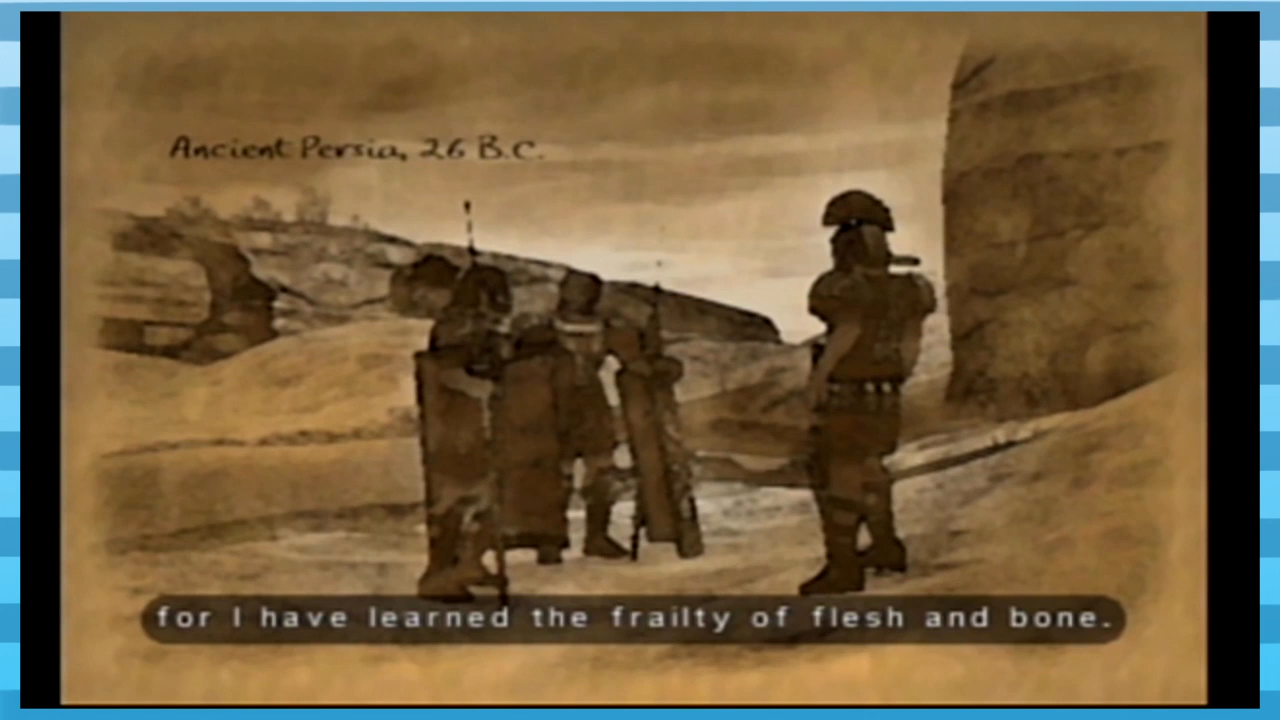 Ancient Persia, 26 B.C.
for I have learned the frailty of flesh and bone.